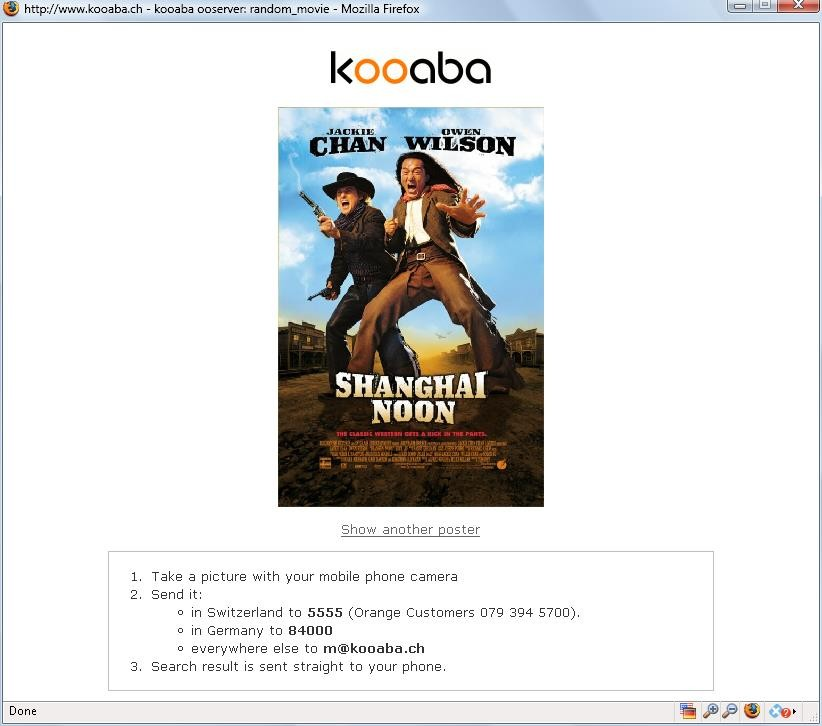 http://www.kooaba.ch - kooaba ooserver: random_movie - Mozilla Firefox
kooaba
JACKIE OWEN
CHAN WILSON
SHANGHAI
NOON
THE CLASSIC WESTERN GETS A KICK IN THE PANTS.
Show another poster
1. Take a picture with your mobile phone camera
2. Send it:
in Switzerland to 5555 (Orange Customers 079 394 5700).
in Germany to 84000
everywhere else to m@kooaba.ch
3. Search result is sent straight to your phone.
Done